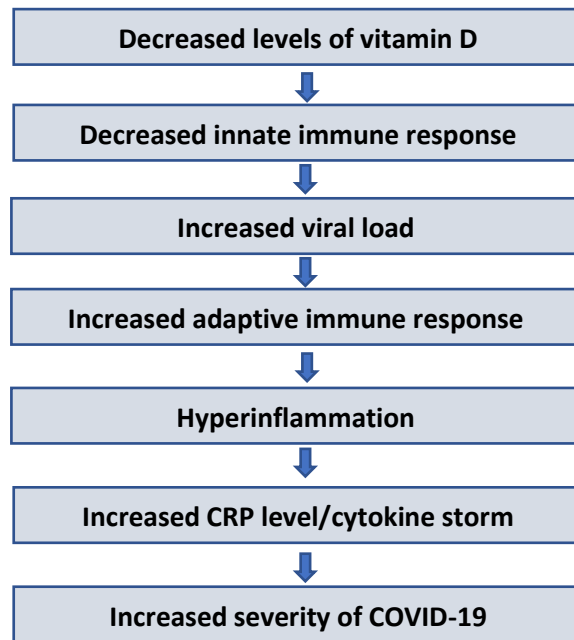 Decreased levels of vitamin D
Decreased innate immune response
Increased viral load
Increased adaptive immune response
Hyperinflammation
Increased CRP level/cytokine storm
Increased severity of COVID-19